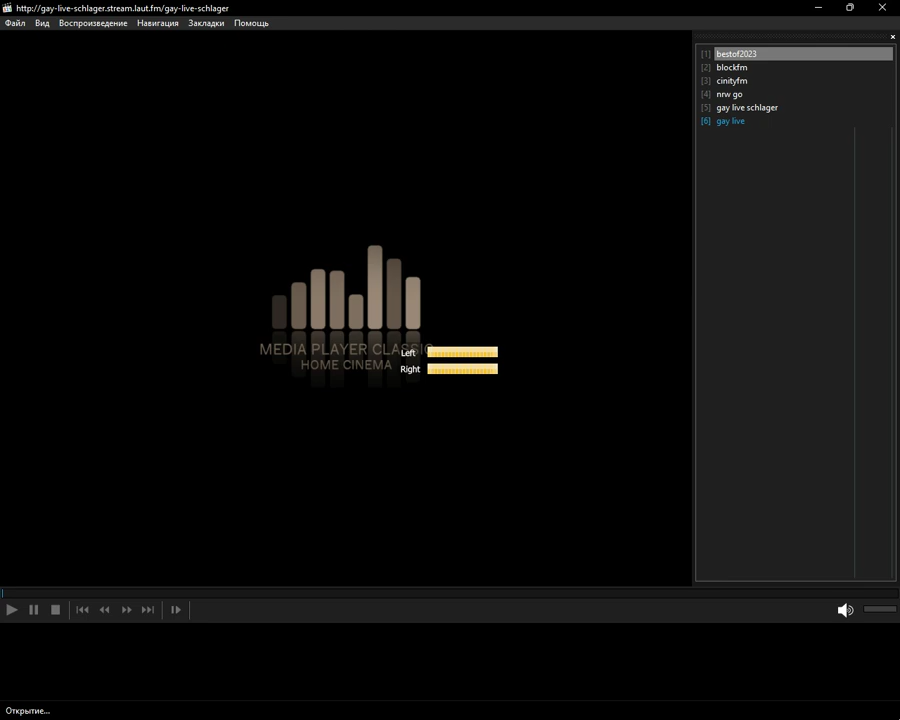 http://gay-live-schlager.stream.laut.fm/gay-live-schlager
Файл Вид Воспроизведение Навигация Закладки Помощь
[1] bestof2023
[2] blockfm
[3] cinityfm
[4] nrw go
[5] gay live schlager
[6] gay live
MEDIA PLAYER CLASSIC
HOME CINEMA
Left
Right
Открытие...